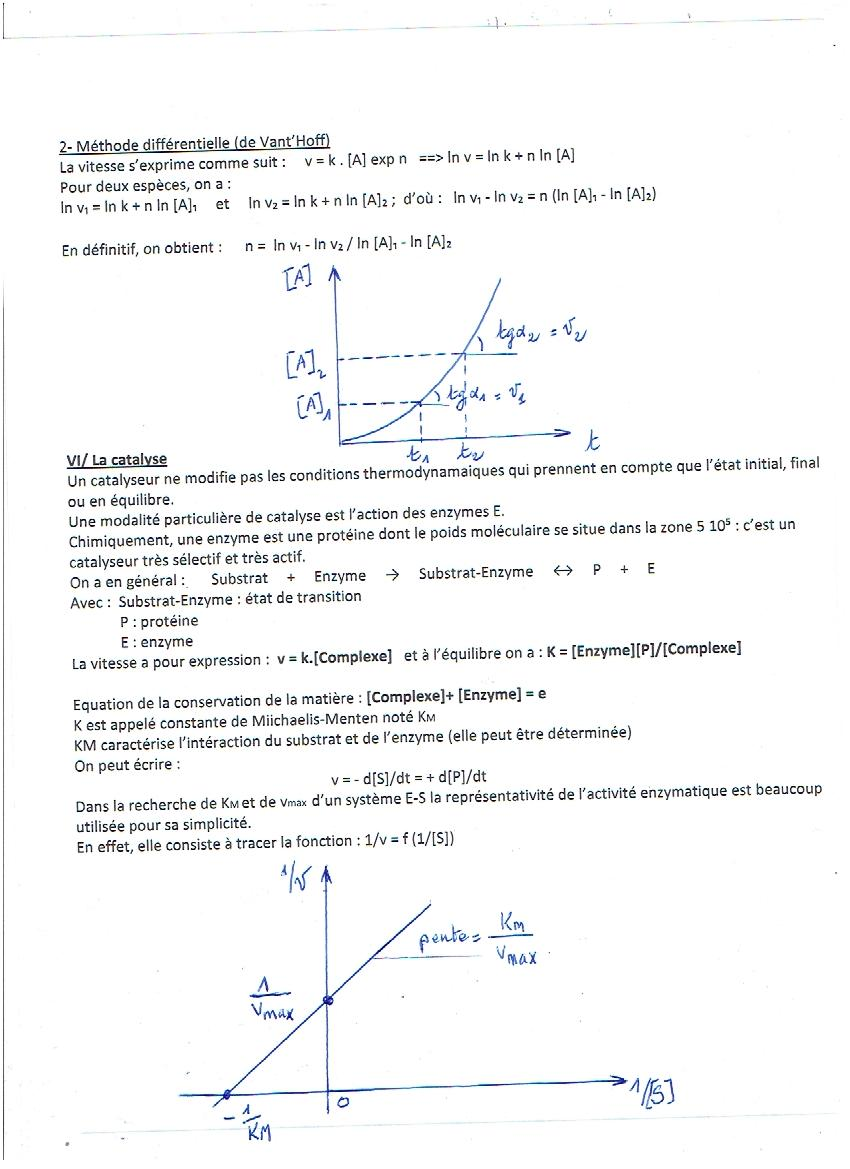 2- Méthode différentielle (de Vant'Hoff)
La vitesse s'exprime comme suit : v = k . [A] exp n ==> ln v = ln k + n ln [A]
Pour deux espèces, on a :
ln v₁ = ln k + n ln [A]₁ et ln v₂ = ln k + n ln [A]₂ ; d'où : ln v₁ - ln v₂ = n (ln [A]₁ - ln [A]₂)
En définitif, on obtient : n = ln v₁ - ln v₂ / ln [A]₁ - ln [A]₂
[A]
tgα₂ = v₂
[A]₂
tgα₁ = v₁
[A]₁
t₁ t₂ t
VI/ La catalyse
Un catalyseur ne modifie pas les conditions thermodynamaiques qui prennent en compte que l'état initial, final
ou en équilibre.
Une modalité particulière de catalyse est l'action des enzymes E.
Chimiquement, une enzyme est une protéine dont le poids moléculaire se situe dans la zone 5 10⁵ : c'est un
catalyseur très sélectif et très actif.
On a en général : Substrat + Enzyme → Substrat-Enzyme ↔ P + E
Avec : Substrat-Enzyme : état de transition
P : protéine
E : enzyme
La vitesse a pour expression : v = k.[Complexe] et à l'équilibre on a : K = [Enzyme][P]/[Complexe]
Equation de la conservation de la matière : [Complexe]+ [Enzyme] = e
K est appelé constante de Miichaelis-Menten noté KM
KM caractérise l'intéraction du substrat et de l'enzyme (elle peut être déterminée)
On peut écrire :
v = - d[S]/dt = + d[P]/dt
Dans la recherche de KM et de vmax d'un système E-S la représentativité de l'activité enzymatique est beaucoup
utilisée pour sa simplicité.
En effet, elle consiste à tracer la fonction : 1/v = f (1/[S])
1/v
pente = KM / Vmax
1 / Vmax
0 1/[S]
- 1 / KM